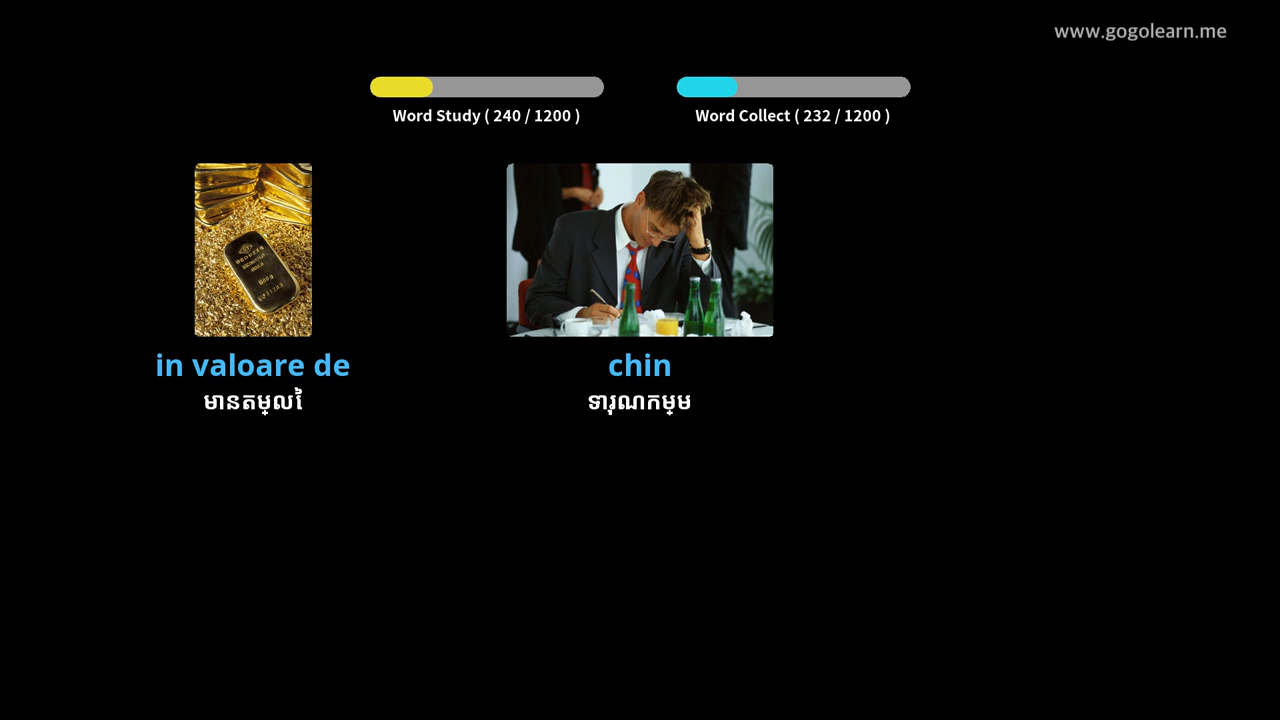 www.gogolearn.me
Word Study ( 240 / 1200 )
Word Collect ( 232 / 1200 )
in valoare de
មានតម្លៃ
chin
ទារុណកម្ម